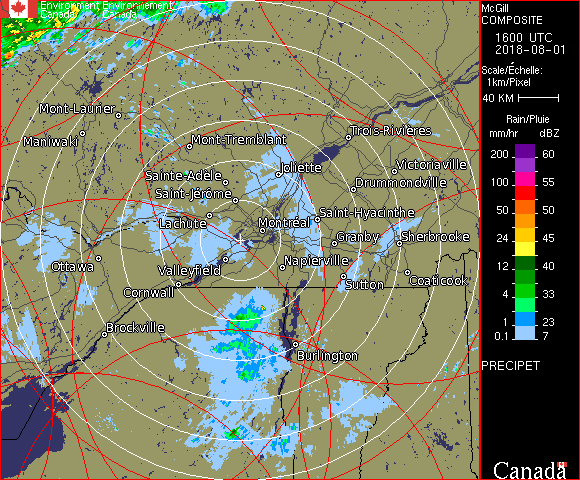 Environment Environnement
Canada Canada
McGill
COMPOSITE
1600 UTC
2018-08-01
Scale/Échelle:
1km/Pixel
40 KM
Rain/Pluie
mm/hr dBZ
200 60
100 55
50 50
24 45
12 40
4 33
1 23
0.1 7
PRECIPET
Canada
Mont-Laurier
Maniwaki
Mont-Tremblant
Trois-Rivières
Joliette
Victoriaville
Sainte-Adèle
Drummondville
Saint-Jérôme
Saint-Hyacinthe
Lachute
Montréal
Granby
Sherbrooke
Ottawa
Valleyfield
Napierville
Cornwall
Sutton
Coaticook
Brockville
Burlington